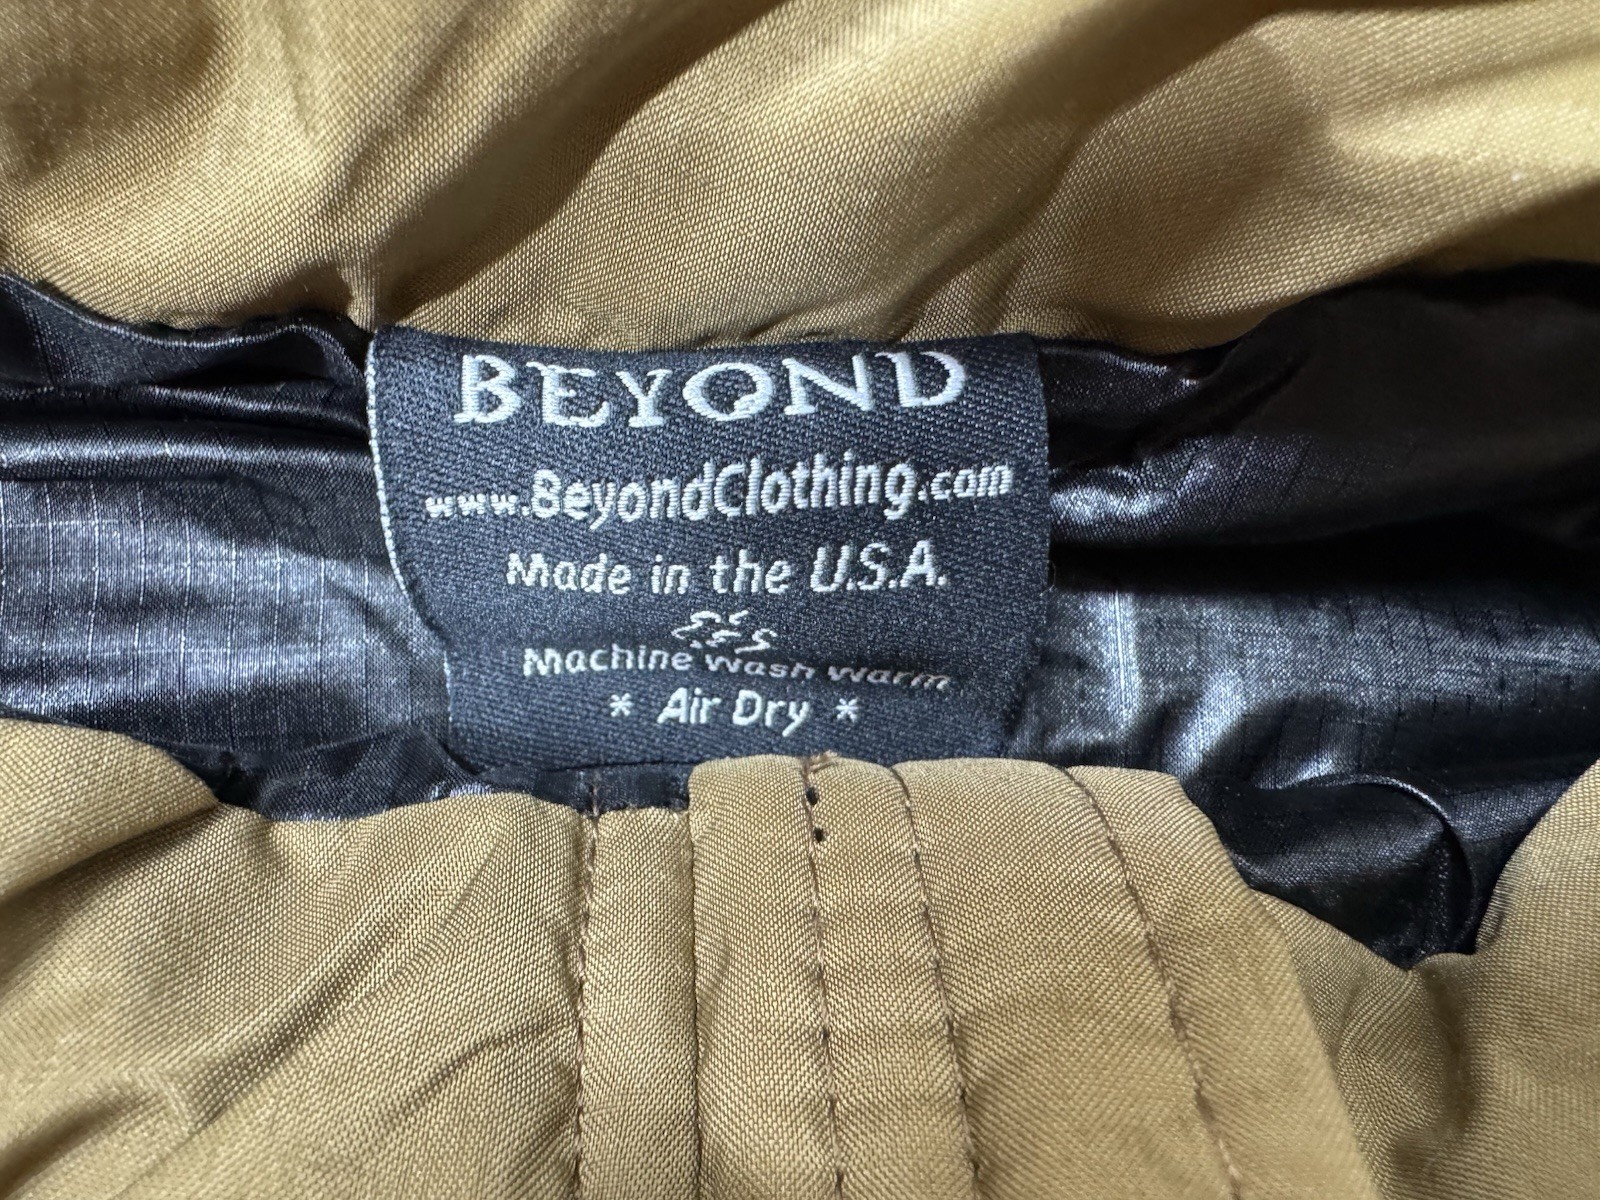 BEYOND
www.BeyondClothing.com
Made in the U.S.A.
Machine Wash Warm
* Air Dry *